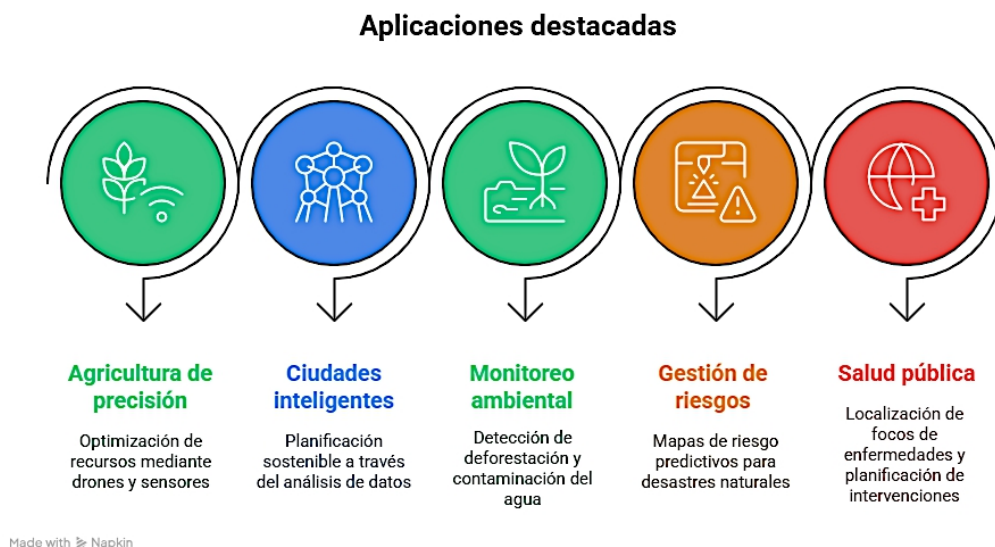 Aplicaciones destacadas
Agricultura de
precisión
Optimización de
recursos mediante
drones y sensores
Ciudades
inteligentes
Planificación
sostenible a través
del análisis de datos
Monitoreo
ambiental
Detección de
deforestación y
contaminación del
agua
Gestión de
riesgos
Mapas de riesgo
predictivos para
desastres naturales
Salud pública
Localización de
focos de
enfermedades y
planificación de
intervenciones
Made with Napkin